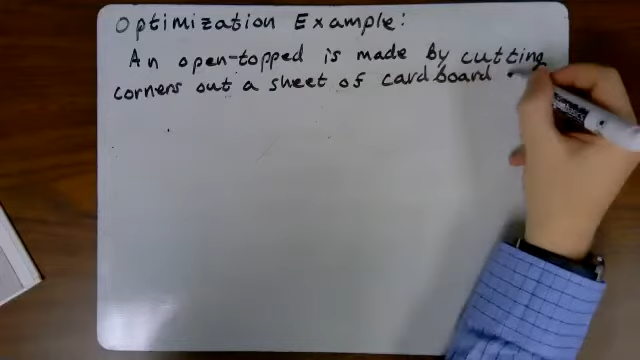 Optimization Example:
An open-topped is made by cutting
corners out a sheet of cardboard